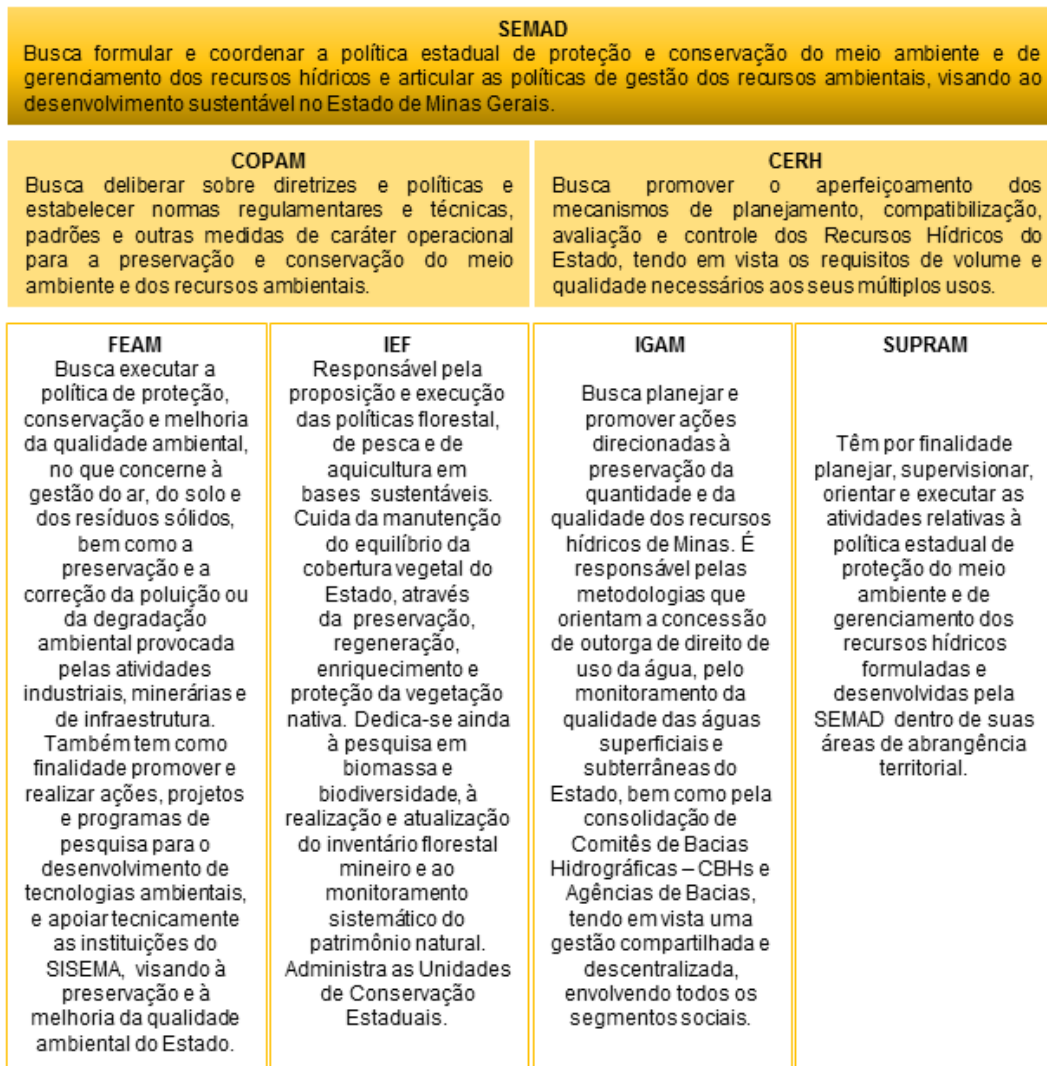 SEMAD
Busca formular e coordenar a política estadual de proteção e conservação do meio ambiente e de
gerenciamento dos recursos hídricos e articular as políticas de gestão dos recursos ambientais, visando ao
desenvolvimento sustentável no Estado de Minas Gerais.
COPAM
Busca deliberar sobre diretrizes e políticas e
estabelecer normas regulamentares e técnicas,
padrões e outras medidas de caráter operacional
para a preservação e conservação do meio
ambiente e dos recursos ambientais.
CERH
Busca promover o aperfeiçoamento dos
mecanismos de planejamento, compatibilização,
avaliação e controle dos Recursos Hídricos do
Estado, tendo em vista os requisitos de volume e
qualidade necessários aos seus múltiplos usos.
FEAM
Busca executar a
política de proteção,
conservação e melhoria
da qualidade ambiental,
no que concerne à
gestão do ar, do solo e
dos resíduos sólidos,
bem como a
preservação e a
correção da poluição ou
da degradação
ambiental provocada
pelas atividades
industriais, minerárias e
de infraestrutura.
Também tem como
finalidade promover e
realizar ações, projetos
e programas de
pesquisa para o
desenvolvimento de
tecnologias ambientais,
e apoiar tecnicamente
as instituições do
SISEMA, visando à
preservação e à
melhoria da qualidade
ambiental do Estado.
IEF
Responsável pela
proposição e execução
das políticas florestal,
de pesca e de
aquicultura em
bases sustentáveis.
Cuida da manutenção
do equilíbrio da
cobertura vegetal do
Estado, através
da preservação,
regeneração,
enriquecimento e
proteção da vegetação
nativa. Dedica-se ainda
à pesquisa em
biomassa e
biodiversidade, à
realização e atualização
do inventário florestal
mineiro e ao
monitoramento
sistemático do
patrimônio natural.
Administra as Unidades
de Conservação
Estaduais.
IGAM
Busca planejar e
promover ações
direcionadas à
preservação da
quantidade e da
qualidade dos recursos
hídricos de Minas. É
responsável pelas
metodologias que
orientam a concessão
de outorga de direito de
uso da água, pelo
monitoramento da
qualidade das águas
superficiais e
subterrâneas do
Estado, bem como pela
consolidação de
Comitês de Bacias
Hidrográficas – CBHs e
Agências de Bacias,
tendo em vista uma
gestão compartilhada e
descentralizada,
envolvendo todos os
segmentos sociais.
SUPRAM
Têm por finalidade
planejar, supervisionar,
orientar e executar as
atividades relativas à
política estadual de
proteção do meio
ambiente e de
gerenciamento dos
recursos hídricos
formuladas e
desenvolvidas pela
SEMAD dentro de suas
áreas de abrangência
territorial.